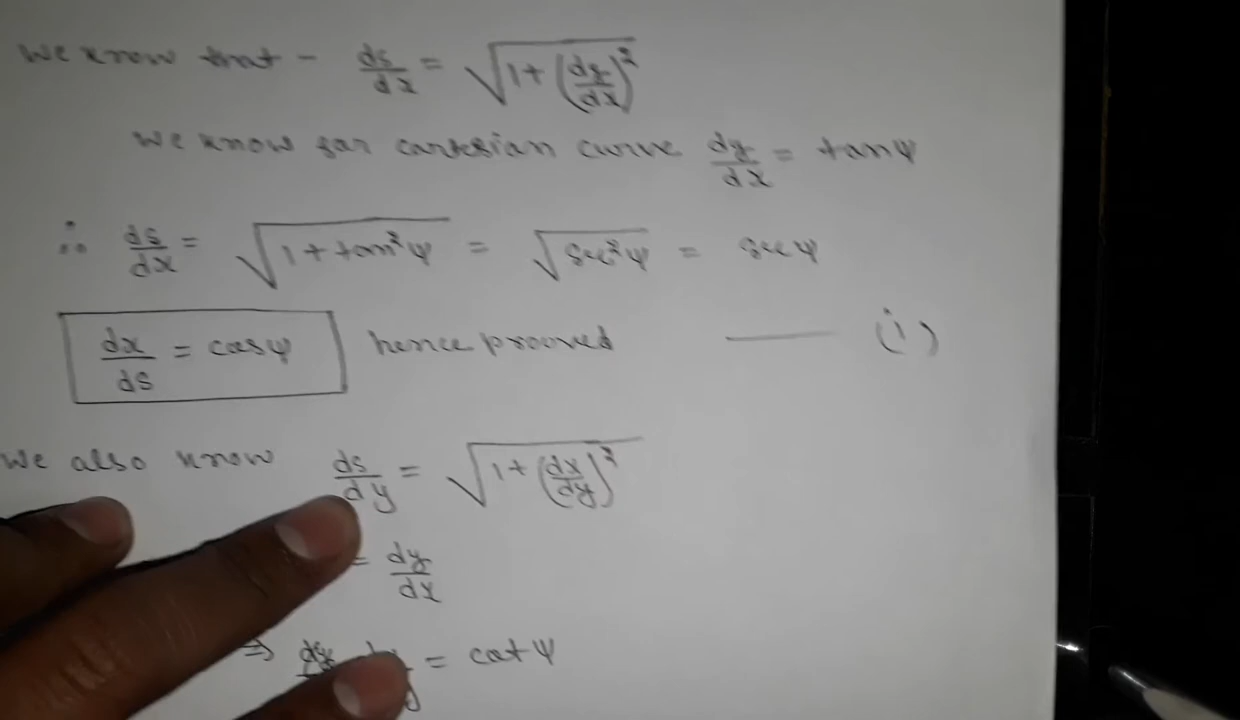 We know that - ds/dx = √(1 + (dy/dx)²)
We know for cartesian curve dy/dx = tanψ
∴ ds/dx = √(1 + tan²ψ) = √(sec²ψ) = secψ
dx/ds = cosψ hence prooved —— (i)
We also know ds/dy = √(1 + (dx/dy)²)
= dy/dx
⇒ = cotψ